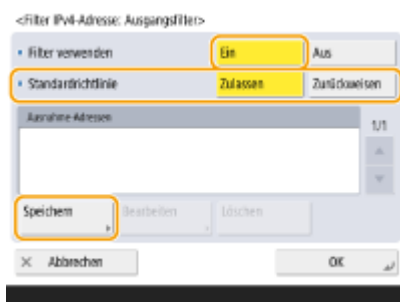 <Filter IPv4-Adresse: Ausgangsfilter>
Filter verwenden Ein Aus
Standardrichtlinie Zulassen Zurückweisen
Ausnahme-Adressen
1/1
Speichern Bearbeiten Löschen
Abbrechen OK